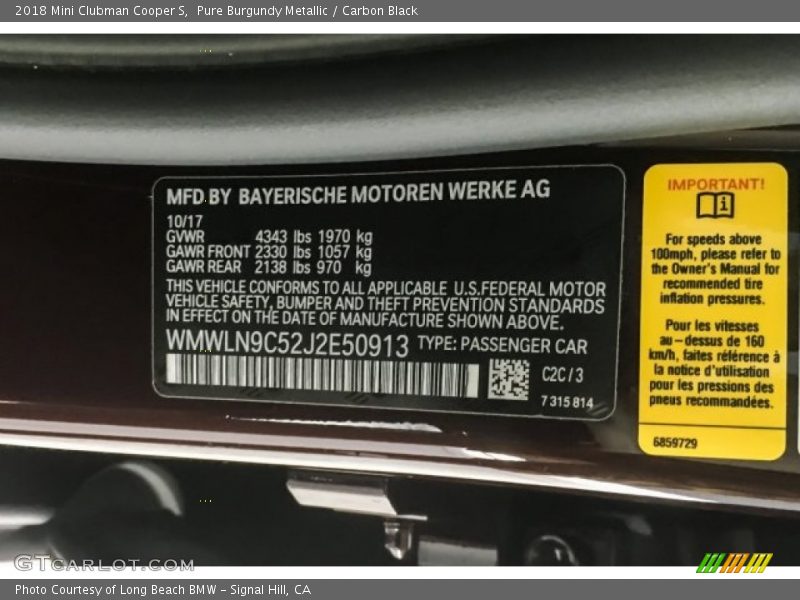 2018 Mini Clubman Cooper S, Pure Burgundy Metallic / Carbon Black
MFD BY BAYERISCHE MOTOREN WERKE AG
10/17
GVWR 4343 lbs 1970 kg
GAWR FRONT 2330 lbs 1057 kg
GAWR REAR 2138 lbs 970 kg
THIS VEHICLE CONFORMS TO ALL APPLICABLE U.S.FEDERAL MOTOR
VEHICLE SAFETY, BUMPER AND THEFT PREVENTION STANDARDS
IN EFFECT ON THE DATE OF MANUFACTURE SHOWN ABOVE.
WMWLN9C52J2E50913 TYPE: PASSENGER CAR
C2C/3
7 315 814
IMPORTANT!
For speeds above
100mph, please refer to
the Owner's Manual for
recommended tire
inflation pressures.
Pour les vitesses
au-dessus de 160
km/h, faites référence à
la notice d'utilisation
pour les pressions des
pneus recommandées.
6859729
GTCARLOT.COM
Photo Courtesy of Long Beach BMW - Signal Hill, CA